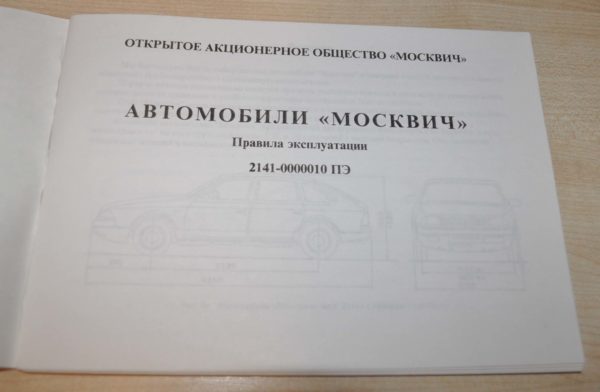 ОТКРЫТОЕ АКЦИОНЕРНОЕ ОБЩЕСТВО «МОСКВИЧ»
АВТОМОБИЛИ «МОСКВИЧ»
Правила эксплуатации
2141-0000010 ПЭ